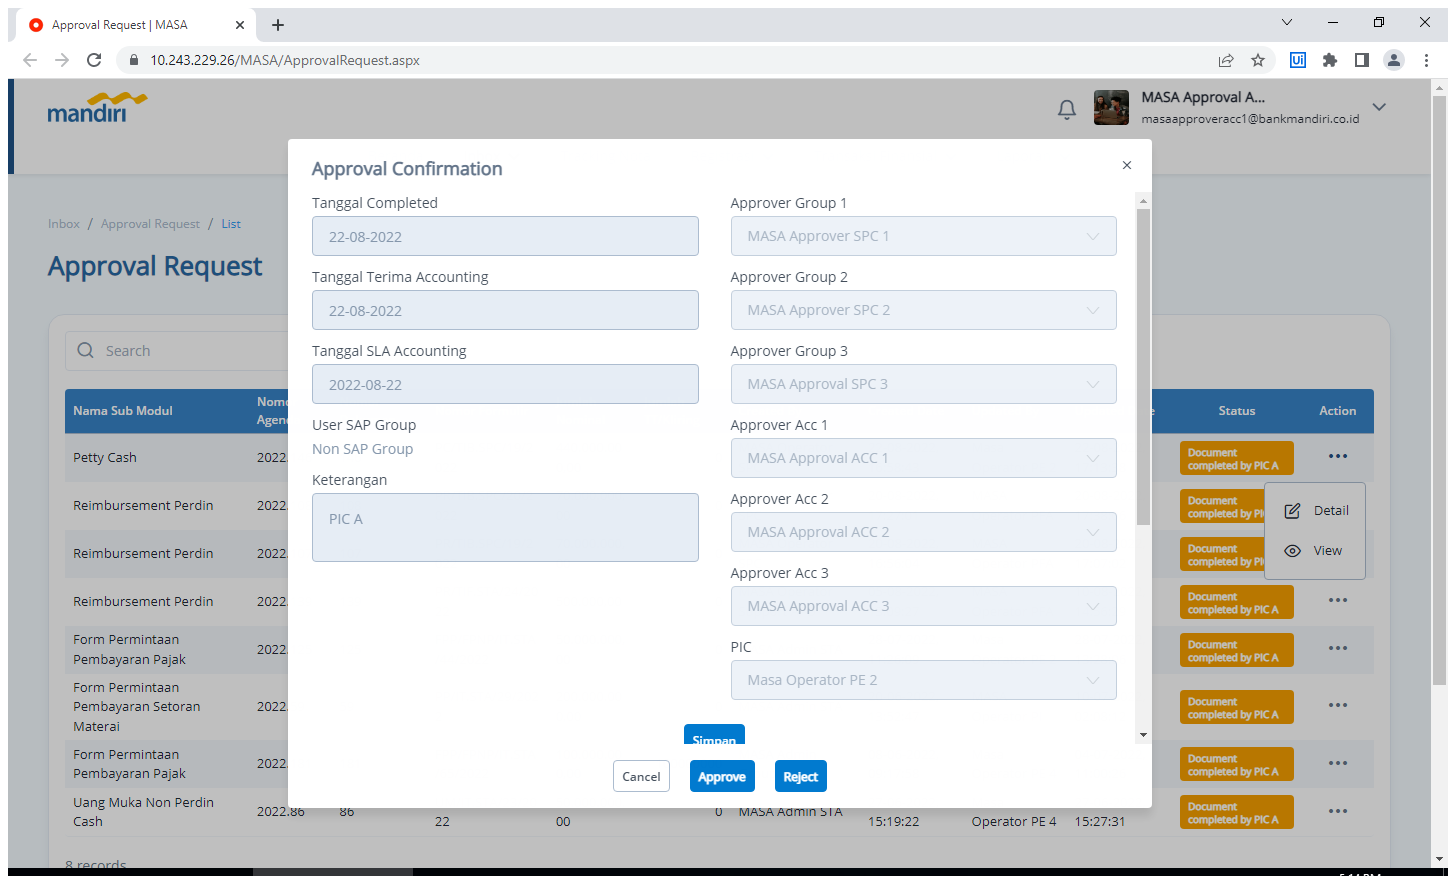 Approval Request | MASA
10.243.229.26/MASA/ApprovalRequest.aspx
Ui
mandiri
MASA Approval A...
masaapproveracc1@bankmandiri.co.id
Inbox / Approval Request / List
Approval Request
Search
Approval Confirmation
Tanggal Completed
22-08-2022
Tanggal Terima Accounting
22-08-2022
Tanggal SLA Accounting
2022-08-22
User SAP Group
Non SAP Group
Keterangan
PIC A
Approver Group 1
MASA Approver SPC 1
Approver Group 2
MASA Approver SPC 2
Approver Group 3
MASA Approval SPC 3
Approver Acc 1
MASA Approval ACC 1
Approver Acc 2
MASA Approval ACC 2
Approver Acc 3
MASA Approval ACC 3
PIC
Masa Operator PE 2
Simpan
Cancel Approve Reject
Nama Sub Modul Status Action
Petty Cash 2022. Document completed by PIC A
Detail
View
Reimbursement Perdin 2022. Document completed by
Reimbursement Perdin 2022. Document completed by
Reimbursement Perdin 2022. Document completed by PIC A
Form Permintaan Pembayaran Pajak 2022. Document completed by PIC A
Form Permintaan Pembayaran Setoran Materai 2022. Document completed by PIC A
Form Permintaan Pembayaran Pajak 2022. Document completed by PIC A
Uang Muka Non Perdin Cash 2022.86 86 22 00 0 MASA Admin STA 15:19:22 Operator PE 4 15:27:31 Document completed by PIC A
8 records